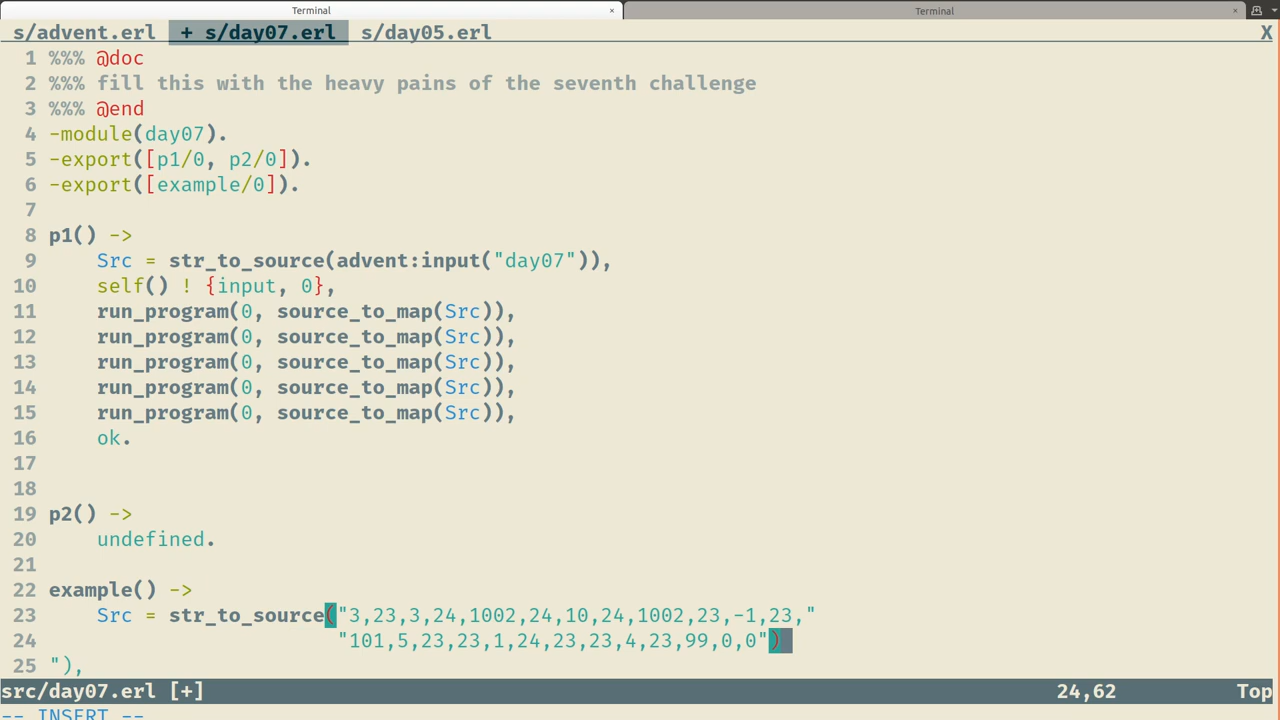 Terminal × Terminal ×
s/advent.erl + s/day07.erl s/day05.erl X
1 %%% @doc
2 %%% fill this with the heavy pains of the seventh challenge
3 %%% @end
4 -module(day07).
5 -export([p1/0, p2/0]).
6 -export([example/0]).
7
8 p1() ->
9 Src = str_to_source(advent:input("day07")),
10 self() ! {input, 0},
11 run_program(0, source_to_map(Src)),
12 run_program(0, source_to_map(Src)),
13 run_program(0, source_to_map(Src)),
14 run_program(0, source_to_map(Src)),
15 run_program(0, source_to_map(Src)),
16 ok.
17
18
19 p2() ->
20 undefined.
21
22 example() ->
23 Src = str_to_source("3,23,3,24,1002,24,10,24,1002,23,-1,23,"
24 "101,5,23,23,1,24,23,23,4,23,99,0,0")
25 "),
src/day07.erl [+] 24,62 Top
-- INSERT --